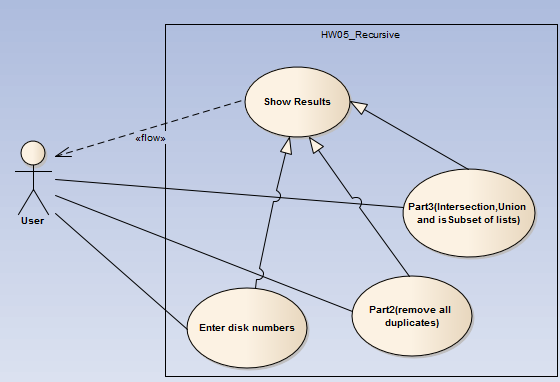 HW05_Recursive
Show Results
«flow»
User
Part3(Intersection,Union
and isSubset of lists)
Part2(remove all
duplicates)
Enter disk numbers